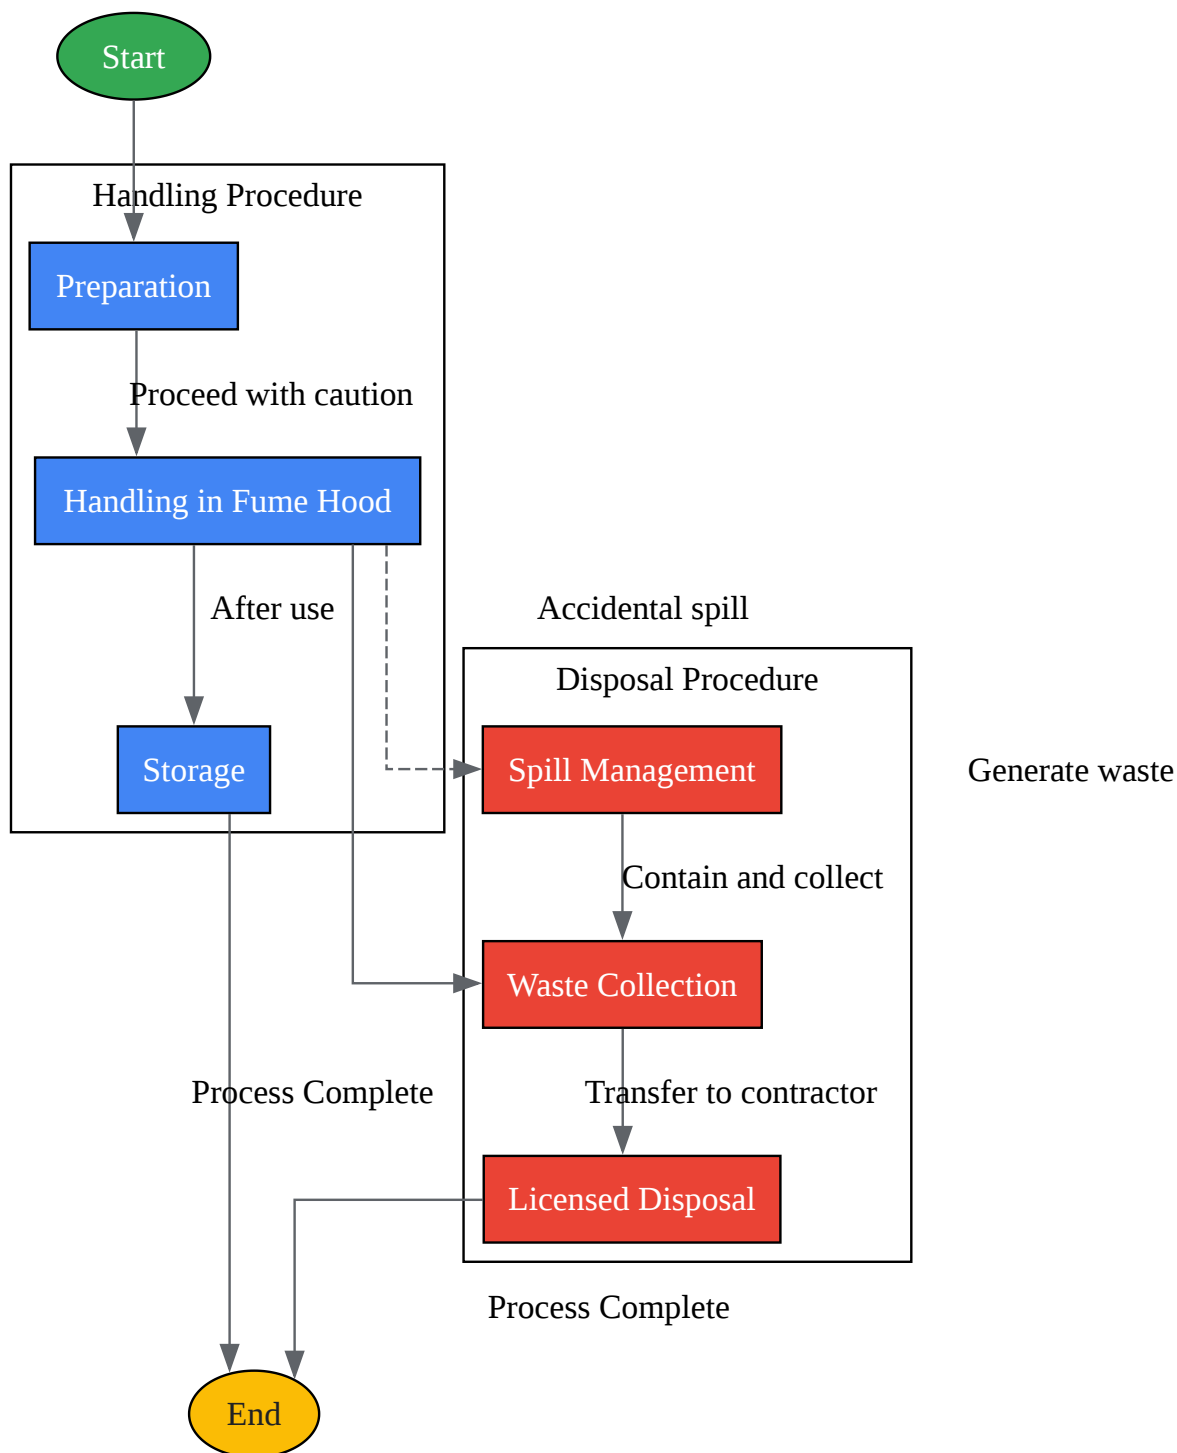 Start
Handling Procedure
Preparation
Proceed with caution
Handling in Fume Hood
After use
Accidental spill
Disposal Procedure
Storage
Spill Management
Generate waste
Contain and collect
Waste Collection
Process Complete
Transfer to contractor
Licensed Disposal
Process Complete
End